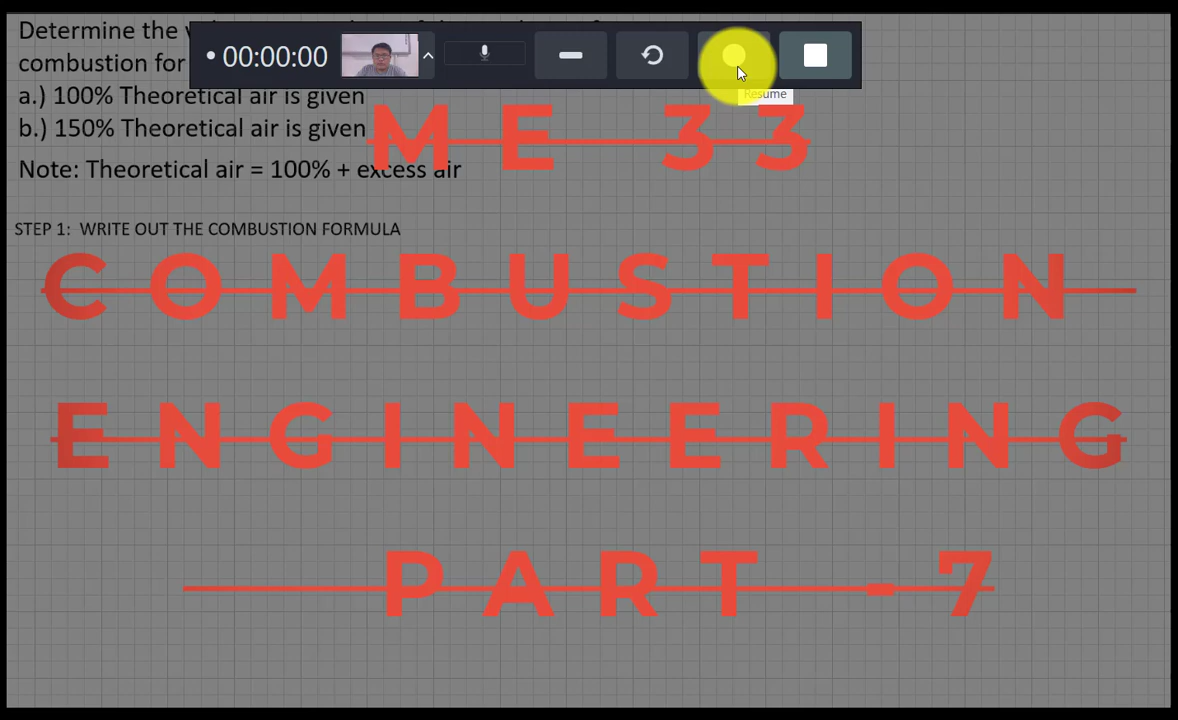 Determine the
00:00:00
combustion for
Resume
a.) 100% Theoretical air is given
b.) 150% Theoretical air is given
ME 33
Note: Theoretical air = 100% + excess air
STEP 1: WRITE OUT THE COMBUSTION FORMULA
COMBUSTION
ENGINEERING
PART - 7